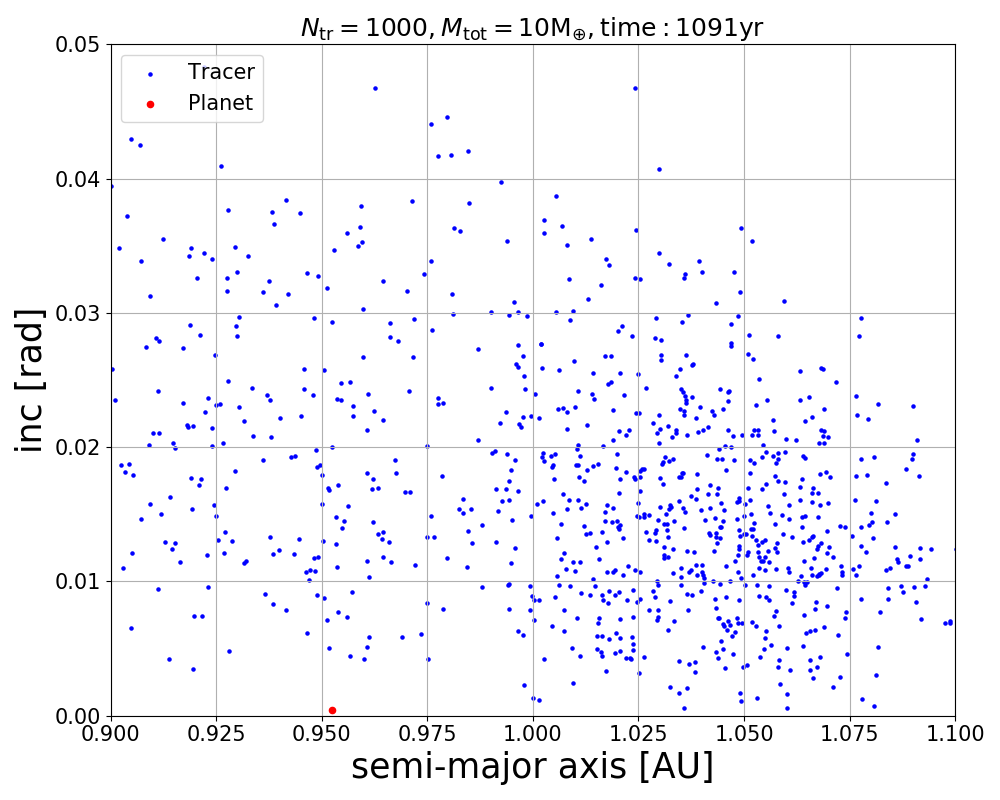 N_tr = 1000, M_tot = 10M_⊕, time : 1091yr
0.05
Tracer
Planet
0.04
0.03
inc [rad]
0.02
0.01
0.00
0.900 0.925 0.950 0.975 1.000 1.025 1.050 1.075 1.100
semi-major axis [AU]